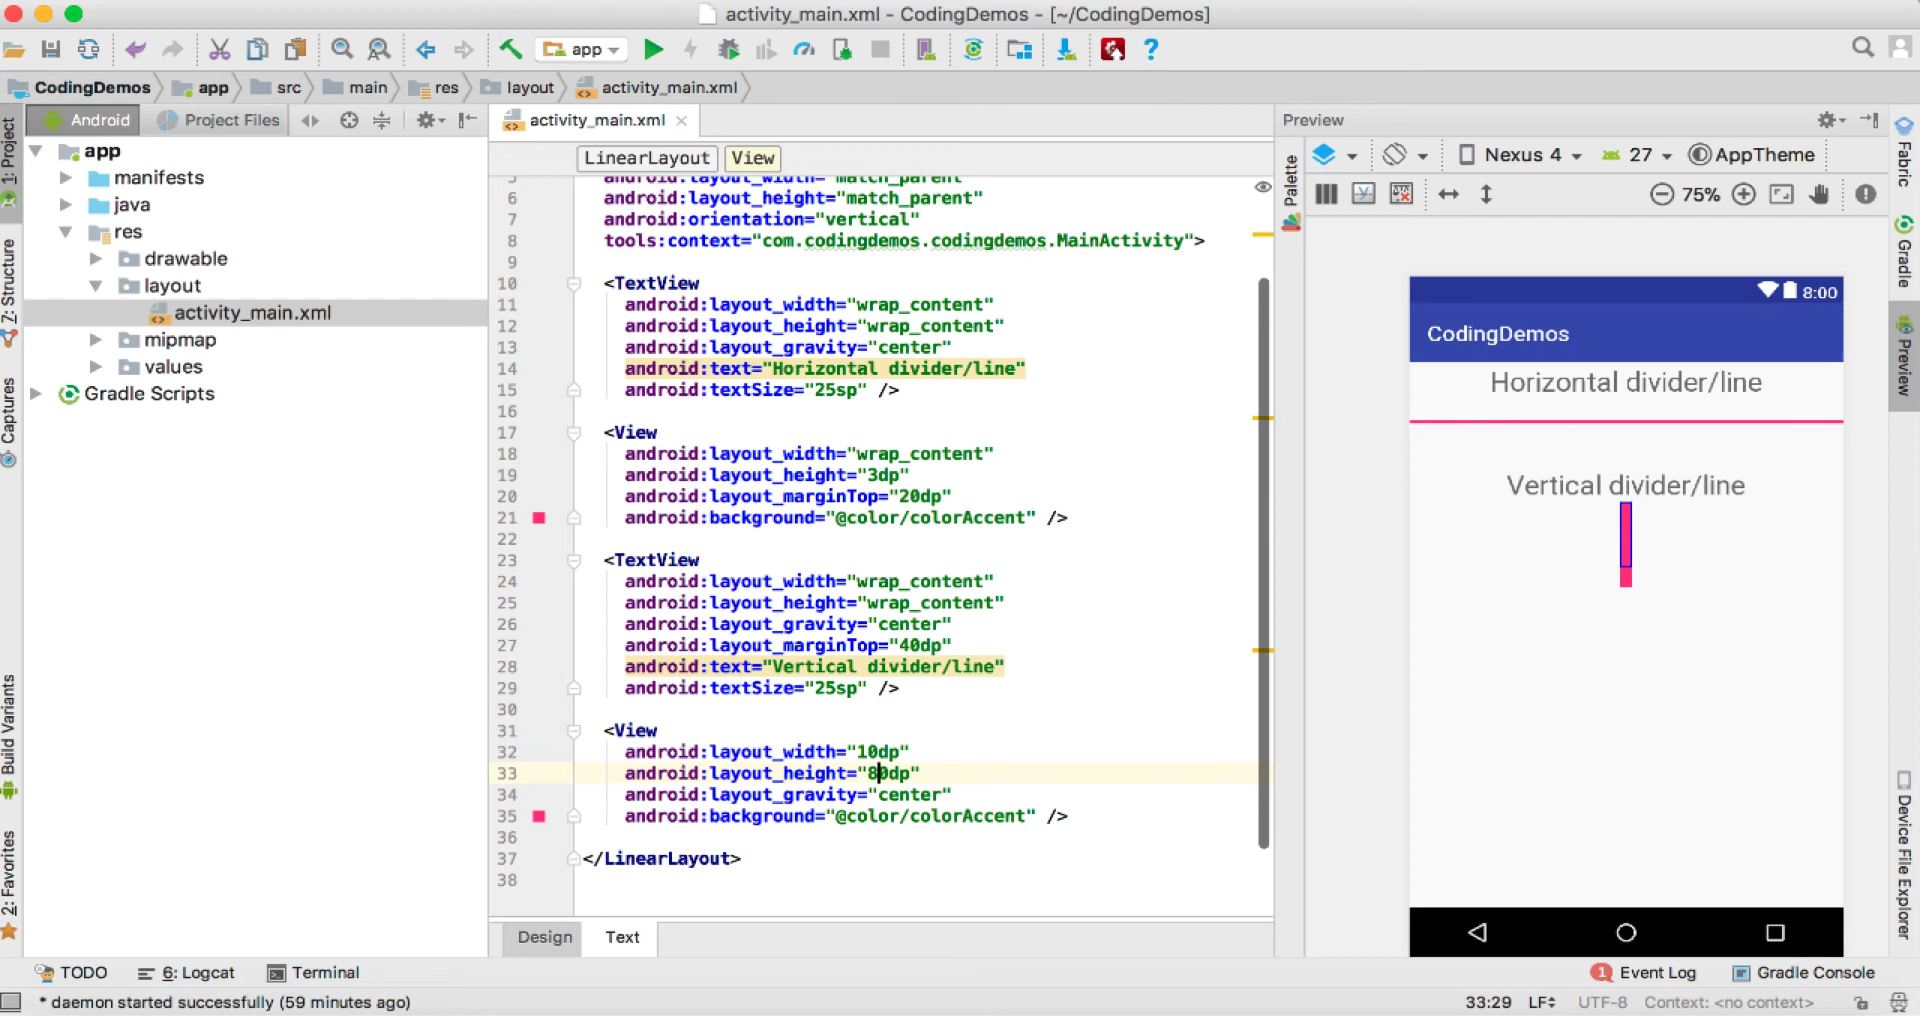 activity_main.xml - CodingDemos - [~/CodingDemos]
app
CodingDemos app src main res layout activity_main.xml
Android Project Files
activity_main.xml
Preview
LinearLayout View
Nexus 4 27 AppTheme
75%
1: Project
Z: Structure
Captures
Build Variants
2: Favorites
app
manifests
java
res
drawable
layout
activity_main.xml
mipmap
values
Gradle Scripts
5 android:layout_width="match_parent"
6 android:layout_height="match_parent"
7 android:orientation="vertical"
8 tools:context="com.codingdemos.codingdemos.MainActivity">
9
10 <TextView
11 android:layout_width="wrap_content"
12 android:layout_height="wrap_content"
13 android:layout_gravity="center"
14 android:text="Horizontal divider/line"
15 android:textSize="25sp" />
16
17 <View
18 android:layout_width="wrap_content"
19 android:layout_height="3dp"
20 android:layout_marginTop="20dp"
21 android:background="@color/colorAccent" />
22
23 <TextView
24 android:layout_width="wrap_content"
25 android:layout_height="wrap_content"
26 android:layout_gravity="center"
27 android:layout_marginTop="40dp"
28 android:text="Vertical divider/line"
29 android:textSize="25sp" />
30
31 <View
32 android:layout_width="10dp"
33 android:layout_height="80dp"
34 android:layout_gravity="center"
35 android:background="@color/colorAccent" />
36
37 </LinearLayout>
38
Design Text
Palette
8:00
CodingDemos
Horizontal divider/line
Vertical divider/line
Fabric
Gradle
Preview
Device File Explorer
TODO 6: Logcat Terminal
1 Event Log Gradle Console
* daemon started successfully (59 minutes ago)
33:29 LF÷ UTF-8 Context: <no context>